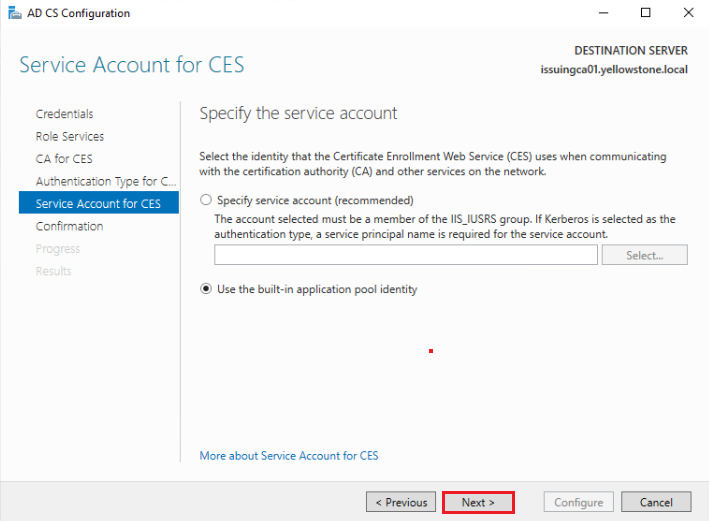 AD CS Configuration
Service Account for CES
DESTINATION SERVER
issuingca01.yellowstone.local
Credentials
Role Services
CA for CES
Authentication Type for C...
Service Account for CES
Confirmation
Progress
Results
Specify the service account
Select the identity that the Certificate Enrollment Web Service (CES) uses when communicating
with the certification authority (CA) and other services on the network.
Specify service account (recommended)
The account selected must be a member of the IIS_IUSRS group. If Kerberos is selected as the
authentication type, a service principal name is required for the service account.
Select...
Use the built-in application pool identity
More about Service Account for CES
< Previous
Next >
Configure
Cancel